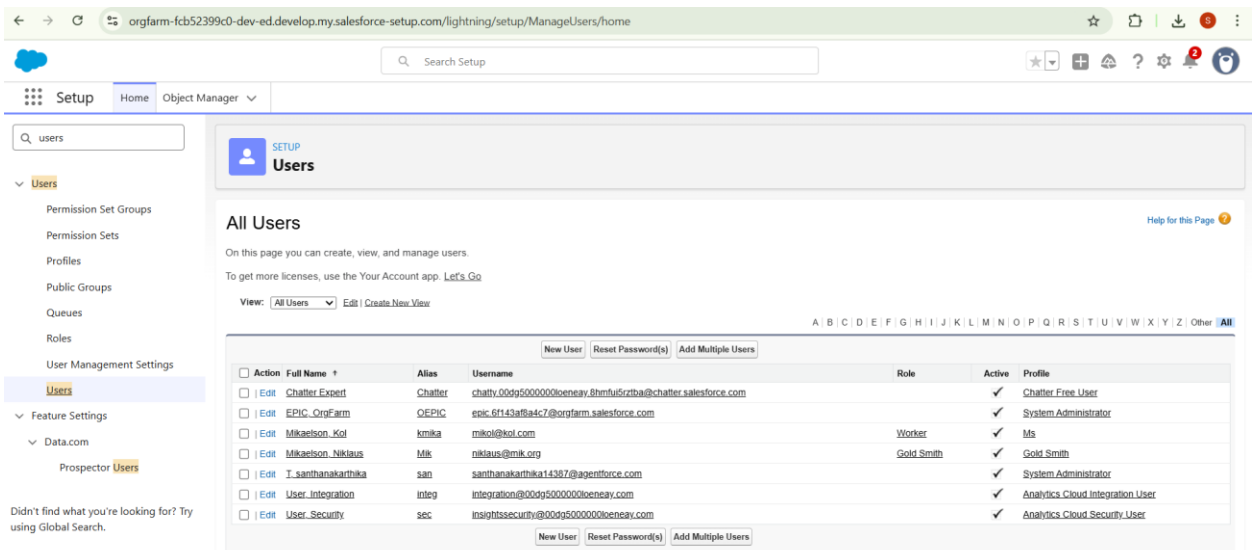 orgfarm-fcb52399c0-dev-ed.develop.my.salesforce-setup.com/lightning/setup/ManageUsers/home
S
Search Setup
2
Setup Home Object Manager
users
SETUP
Users
Users
Permission Set Groups
Permission Sets
Profiles
Public Groups
Queues
Roles
User Management Settings
Users
Feature Settings
Data.com
Prospector Users
Didn't find what you're looking for? Try
using Global Search.
All Users
Help for this Page ?
On this page you can create, view, and manage users.
To get more licenses, use the Your Account app. Let's Go
View: All Users Edit | Create New View
A | B | C | D | E | F | G | H | I | J | K | L | M | N | O | P | Q | R | S | T | U | V | W | X | Y | Z | Other All
New User Reset Password(s) Add Multiple Users
Action Full Name ↑ Alias Username Role Active Profile
| Edit Chatter Expert Chatter chatty.00dg5000000loeneay.8hmfui5rztba@chatter.salesforce.com ✓ Chatter Free User
| Edit EPIC, OrgFarm OEPIC epic.6f143af8a4c7@orgfarm.salesforce.com ✓ System Administrator
| Edit Mikaelson, Kol kmika mikol@kol.com Worker ✓ Ms
| Edit Mikaelson, Niklaus Mik niklaus@mik.org Gold Smith ✓ Gold Smith
| Edit T, santhanakarthika san santhanakarthika14387@agentforce.com ✓ System Administrator
| Edit User, Integration integ integration@00dg5000000loeneay.com ✓ Analytics Cloud Integration User
| Edit User, Security sec insightssecurity@00dg5000000loeneay.com ✓ Analytics Cloud Security User
New User Reset Password(s) Add Multiple Users